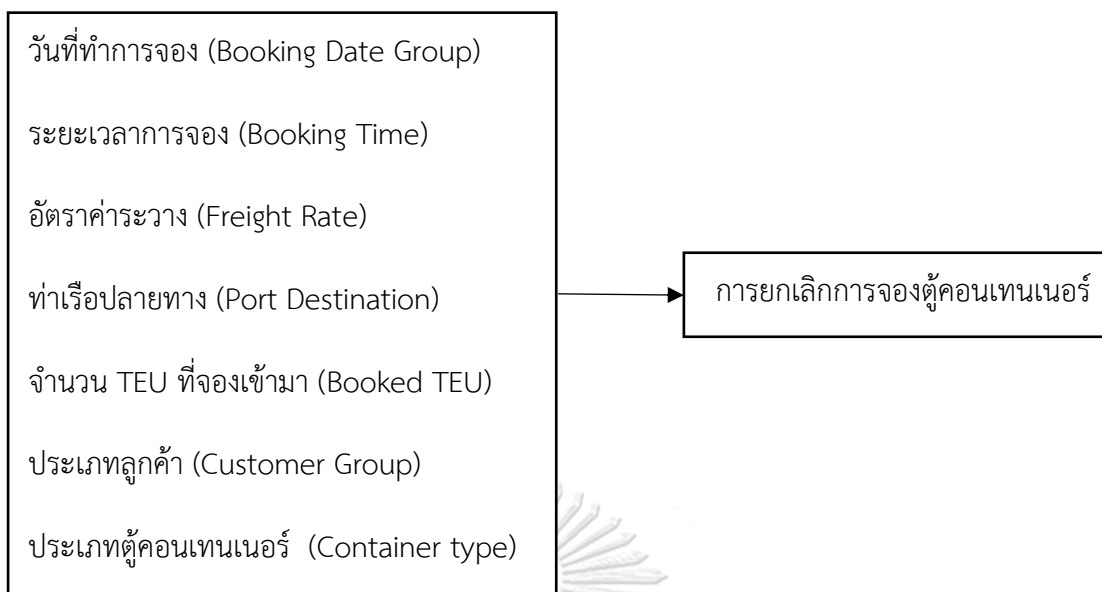 วันที่ทำการจอง (Booking Date Group)
ระยะเวลาการจอง (Booking Time)
อัตราค่าระวาง (Freight Rate)
ท่าเรือปลายทาง (Port Destination)
จำนวน TEU ที่จองเข้ามา (Booked TEU)
ประเภทลูกค้า (Customer Group)
ประเภทตู้คอนเทนเนอร์ (Container type)
การยกเลิกการจองตู้คอนเทนเนอร์